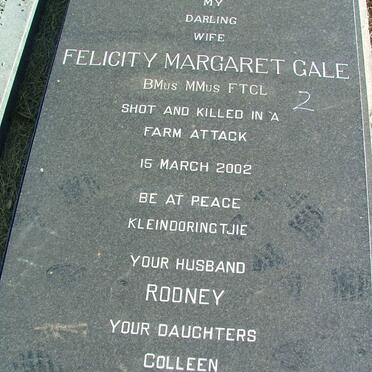 MY
DARLING
WIFE
FELICITY MARGARET GALE
BMUS MMUS FTCL
2
SHOT AND KILLED IN A
FARM ATTACK
15 MARCH 2002
BE AT PEACE
KLEINDORINGTJIE
YOUR HUSBAND
RODNEY
YOUR DAUGHTERS
COLLEEN